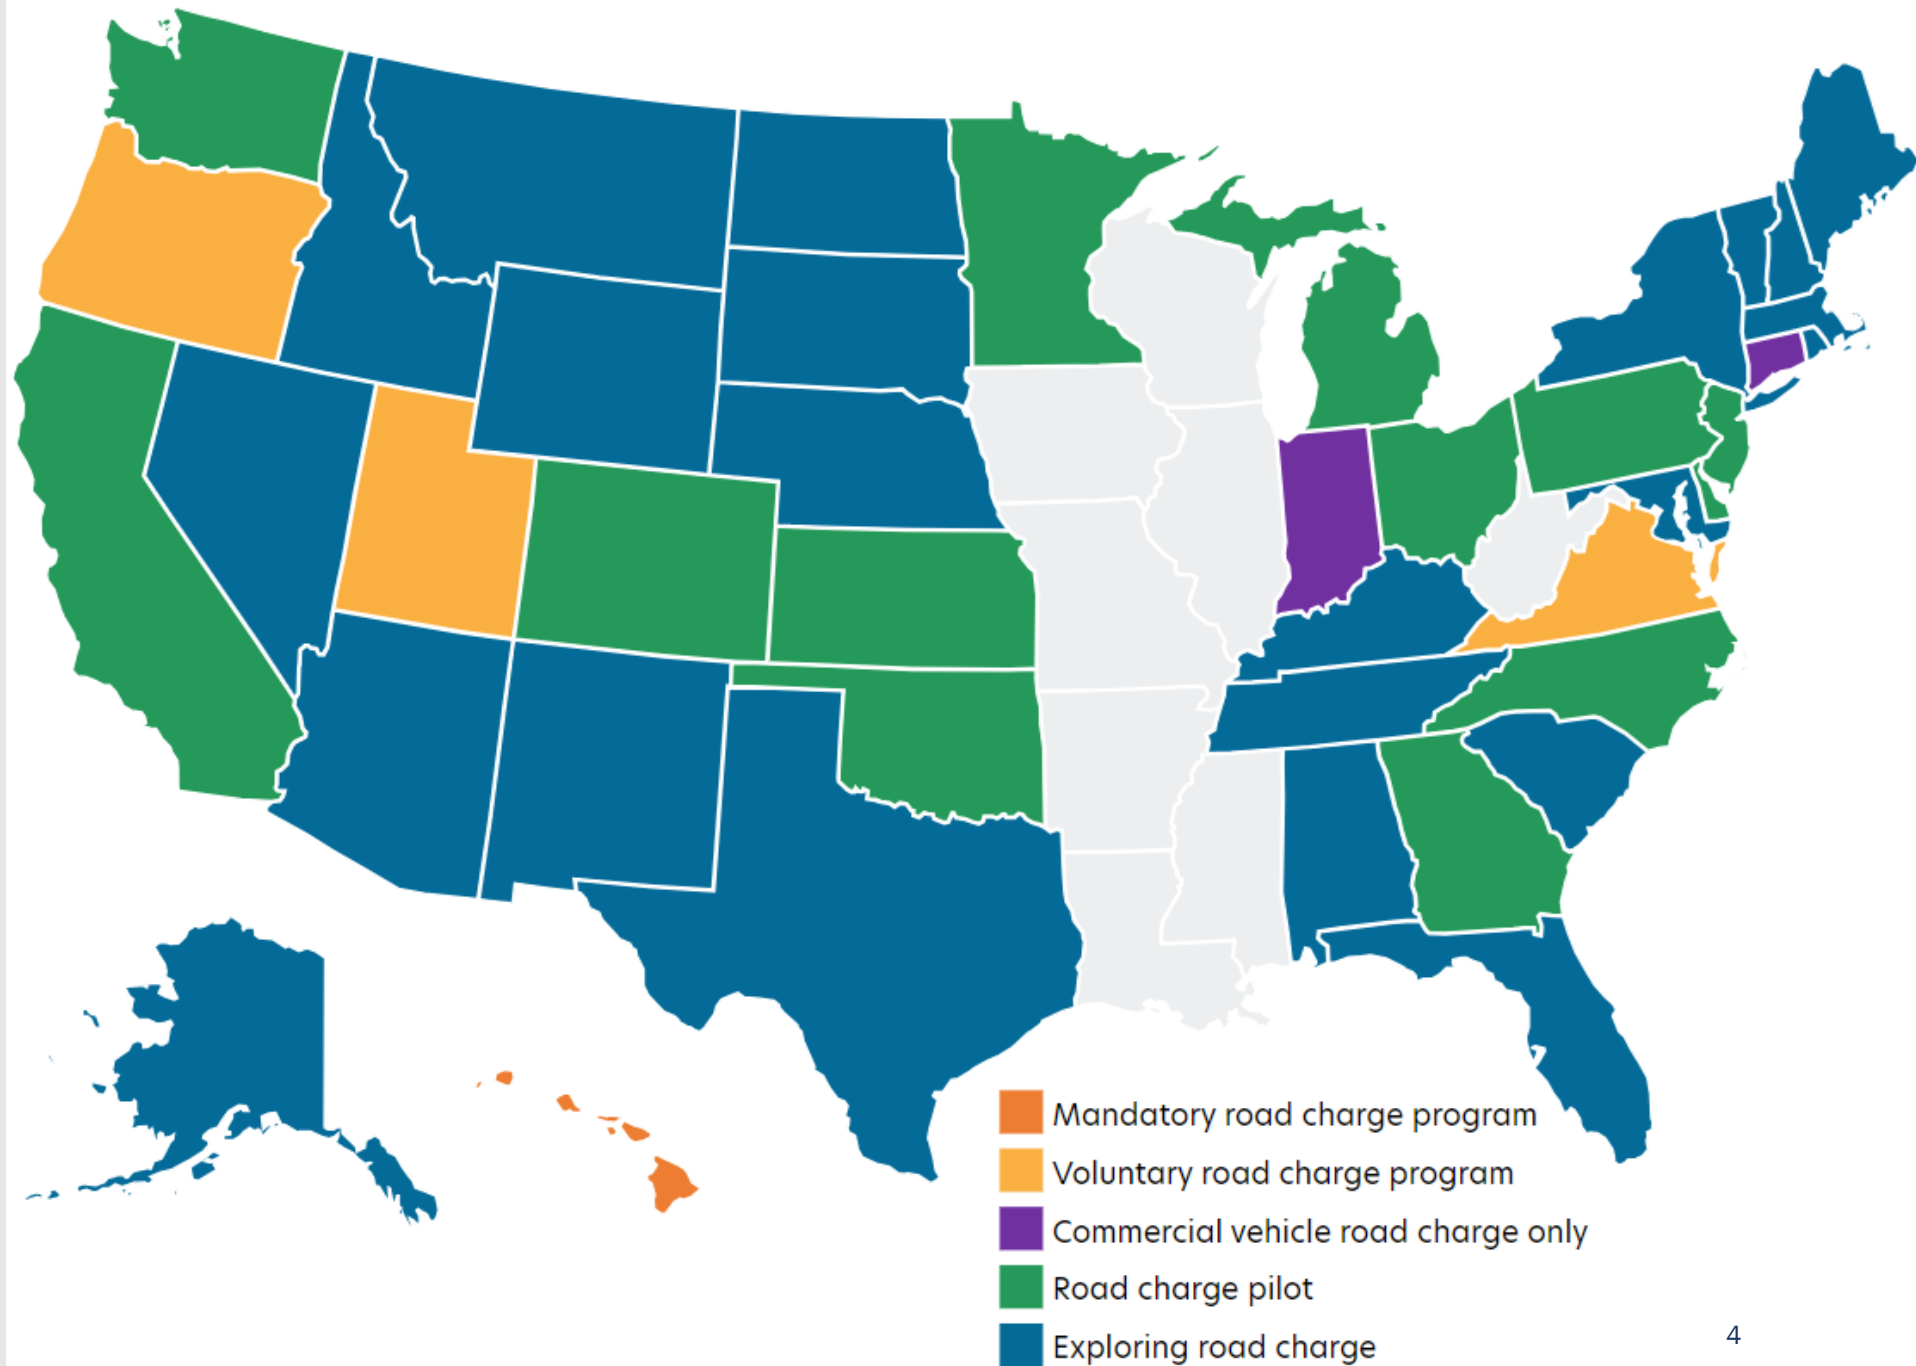 Mandatory road charge program
Voluntary road charge program
Commercial vehicle road charge only
Road charge pilot
Exploring road charge
4